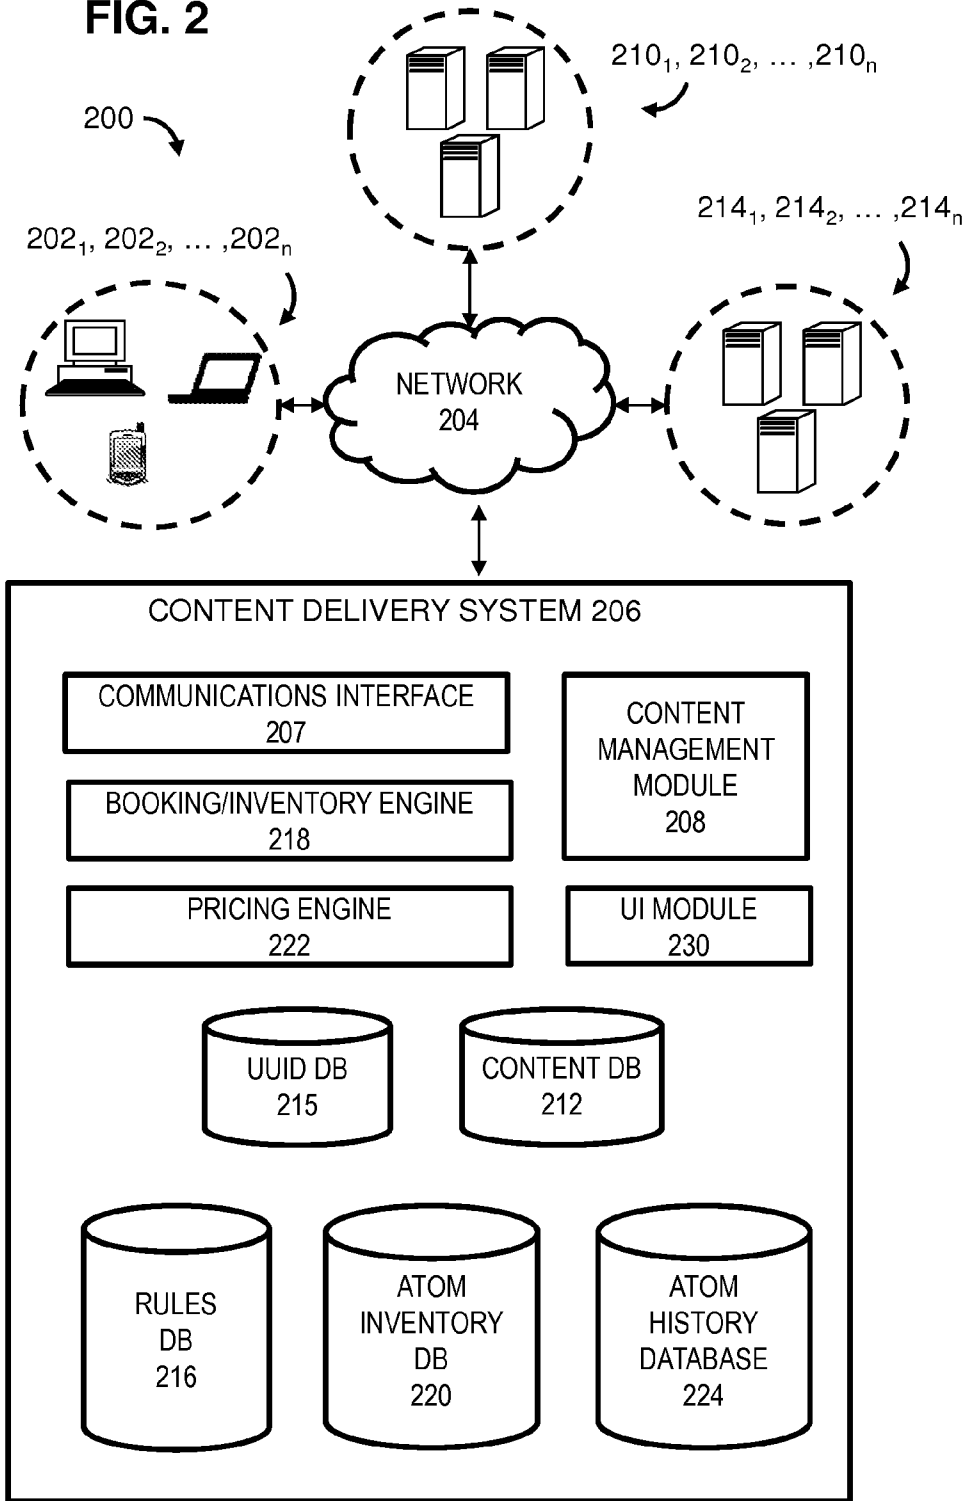 FIG. 2
210₁, 210₂, ... ,210ₙ
200
214₁, 214₂, ... ,214ₙ
202₁, 202₂, ... ,202ₙ
NETWORK
204
CONTENT DELIVERY SYSTEM 206
COMMUNICATIONS INTERFACE
207
CONTENT
MANAGEMENT
MODULE
208
BOOKING/INVENTORY ENGINE
218
PRICING ENGINE
222
UI MODULE
230
UUID DB
215
CONTENT DB
212
RULES
DB
216
ATOM
INVENTORY
DB
220
ATOM
HISTORY
DATABASE
224